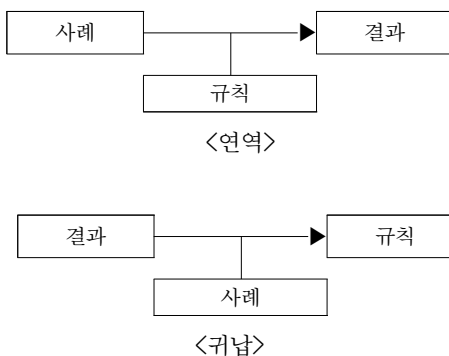 사례 결과
규칙
<연역>
결과 규칙
사례
<귀납>